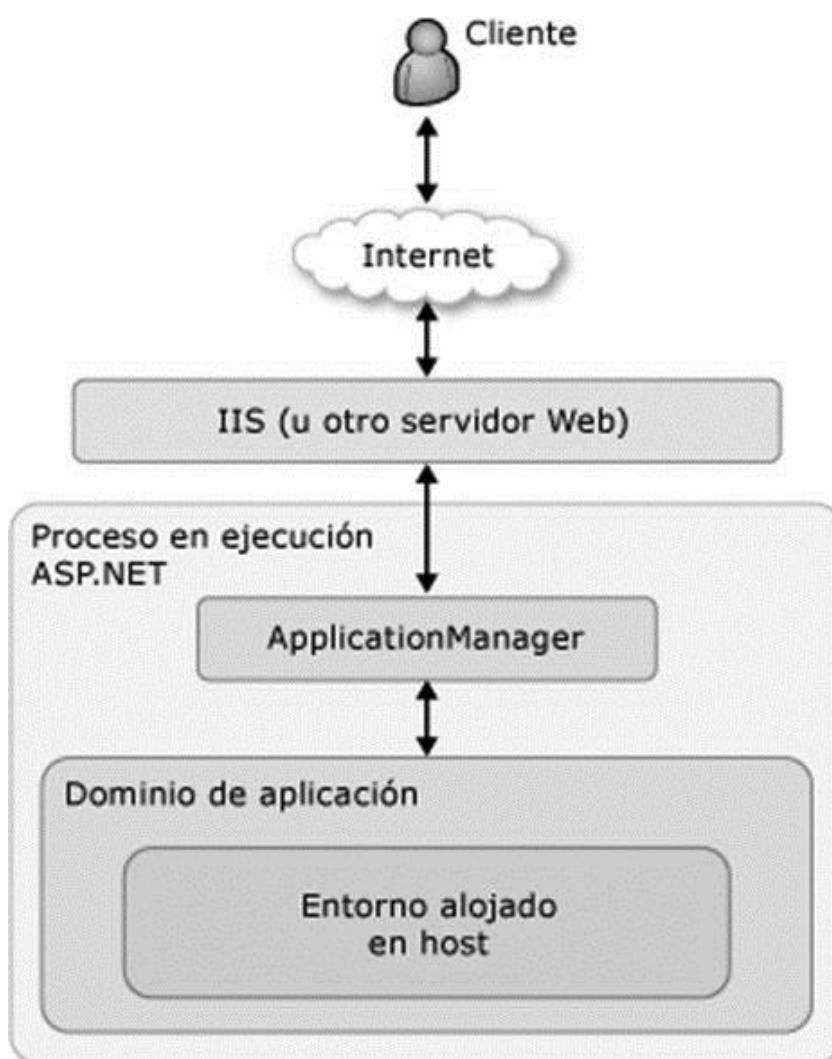 Cliente
Internet
IIS (u otro servidor Web)
Proceso en ejecución
ASP.NET
ApplicationManager
Dominio de aplicación
Entorno alojado
en host